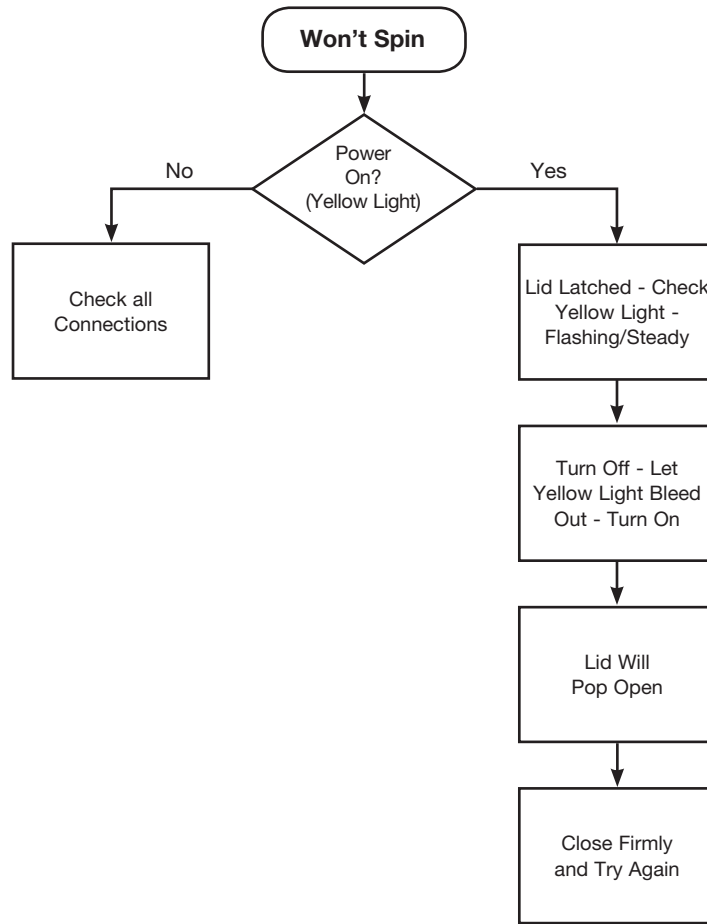 Won't Spin
Power
On?
(Yellow Light)
No
Yes
Check all
Connections
Lid Latched - Check
Yellow Light -
Flashing/Steady
Turn Off - Let
Yellow Light Bleed
Out - Turn On
Lid Will
Pop Open
Close Firmly
and Try Again